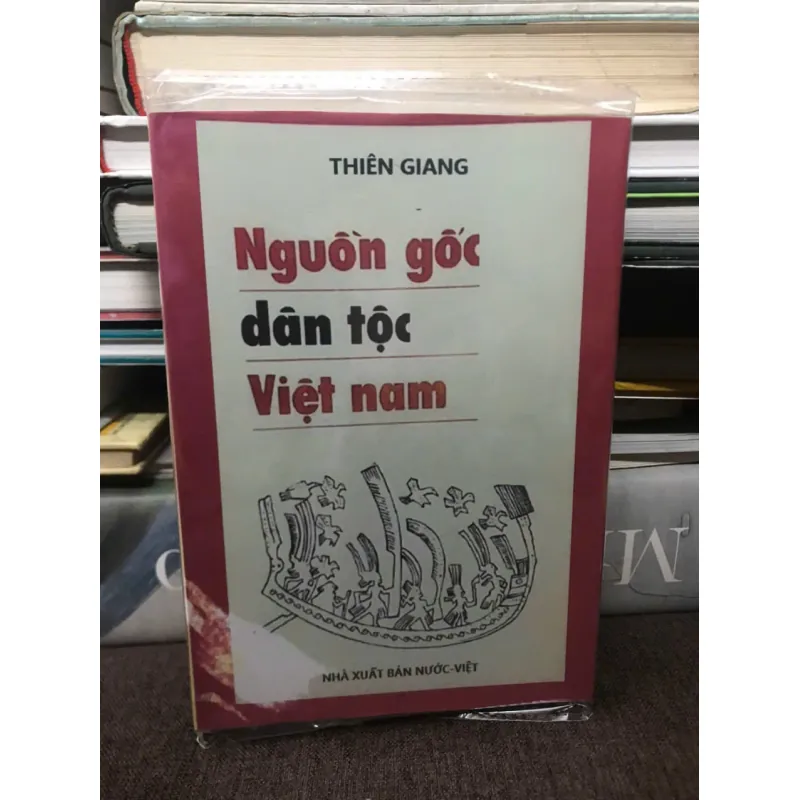 THIÊN GIANG
Nguồn gốc
dân tộc
Việt nam
NHÀ XUẤT BẢN NƯỚC-VIỆT